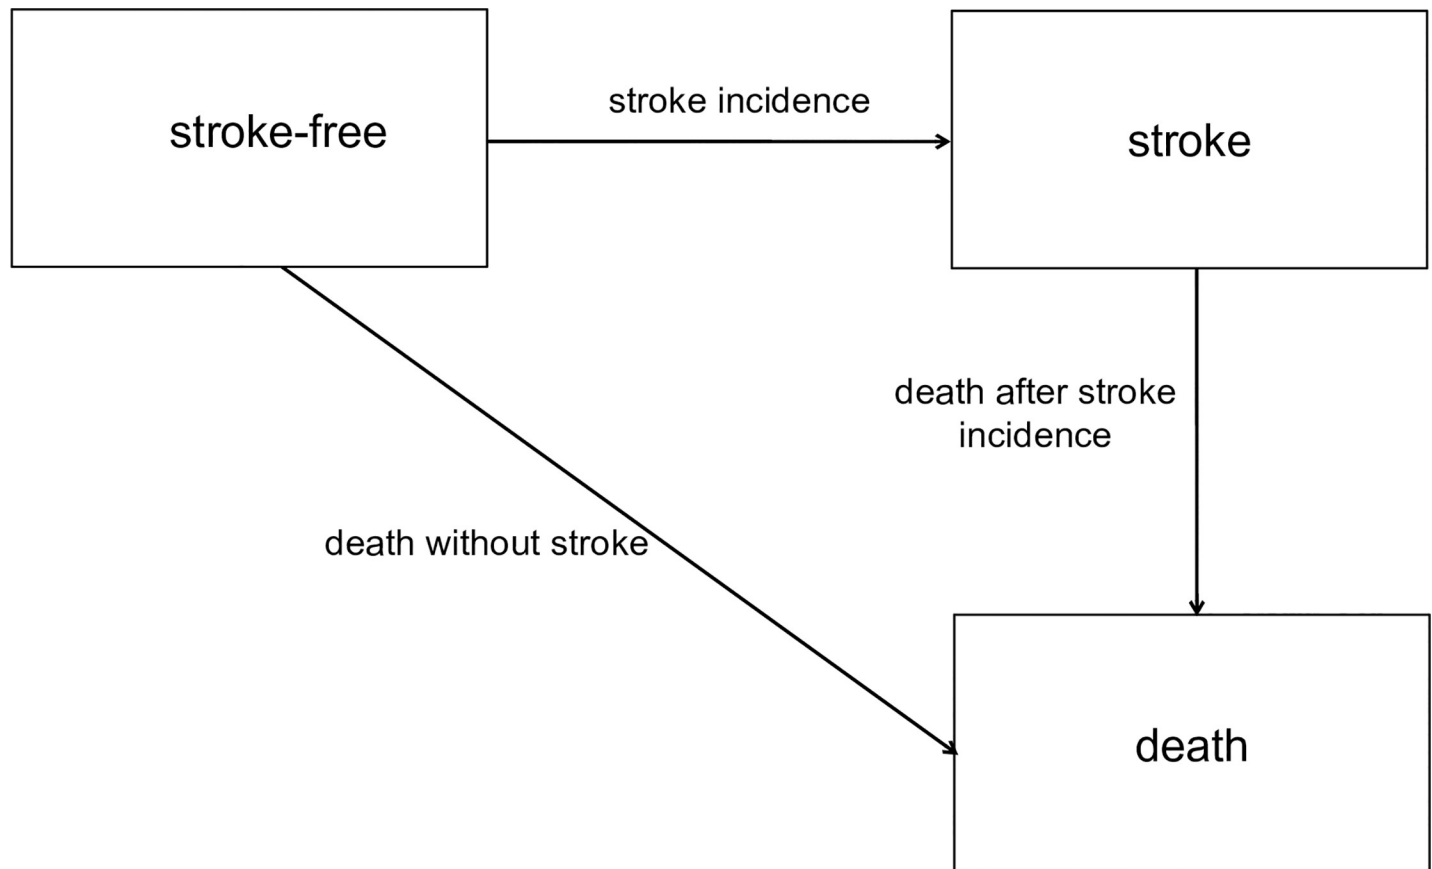 stroke incidence
stroke-free
stroke
death after stroke
incidence
death without stroke
death